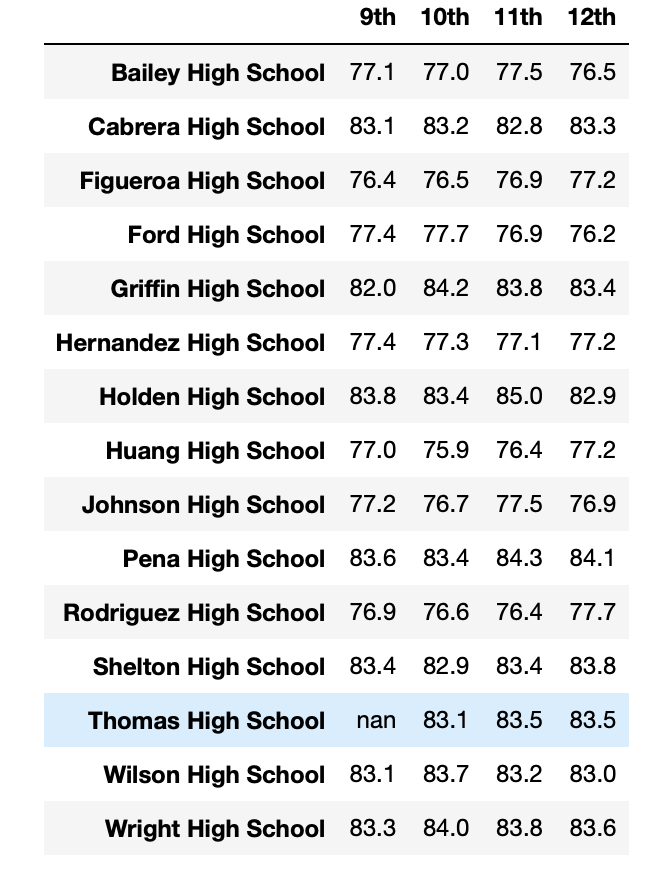 9th 10th 11th 12th
Bailey High School 77.1 77.0 77.5 76.5
Cabrera High School 83.1 83.2 82.8 83.3
Figueroa High School 76.4 76.5 76.9 77.2
Ford High School 77.4 77.7 76.9 76.2
Griffin High School 82.0 84.2 83.8 83.4
Hernandez High School 77.4 77.3 77.1 77.2
Holden High School 83.8 83.4 85.0 82.9
Huang High School 77.0 75.9 76.4 77.2
Johnson High School 77.2 76.7 77.5 76.9
Pena High School 83.6 83.4 84.3 84.1
Rodriguez High School 76.9 76.6 76.4 77.7
Shelton High School 83.4 82.9 83.4 83.8
Thomas High School nan 83.1 83.5 83.5
Wilson High School 83.1 83.7 83.2 83.0
Wright High School 83.3 84.0 83.8 83.6